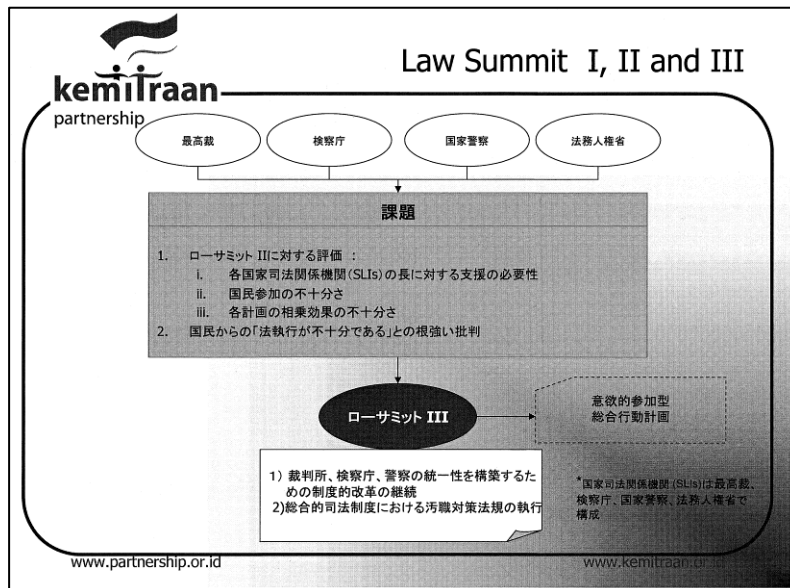 Law Summit I, II and III
kemitraan
partnership
最高裁
検察庁
国家警察
法務人権省
課題
1. ローサミット IIに対する評価 :
i. 各国家司法関係機関(SLIs)の長に対する支援の必要性
ii. 国民参加の不十分さ
iii. 各計画の相乗効果の不十分さ
2. 国民からの「法執行が不十分である」との根強い批判
ローサミット III
意欲的参加型
総合行動計画
1) 裁判所、検察庁、警察の統一性を構築するた
めの制度的改革の継続
2)総合的司法制度における汚職対策法規の執行
*国家司法関係機関(SLIs)は最高裁、
検察庁、国家警察、法務人権省で
構成
www.partnership.or.id
www.kemitraan.or.id